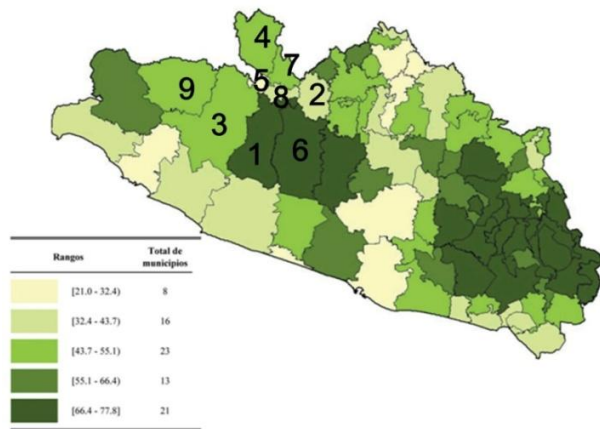 4
7
5
9
8
2
3
1
6
Rangos Total de municipios
[21.0 - 32.4) 8
[32.4 - 43.7) 16
[43.7 - 55.1) 23
[55.1 - 66.4) 13
[66.4 - 77.8] 21